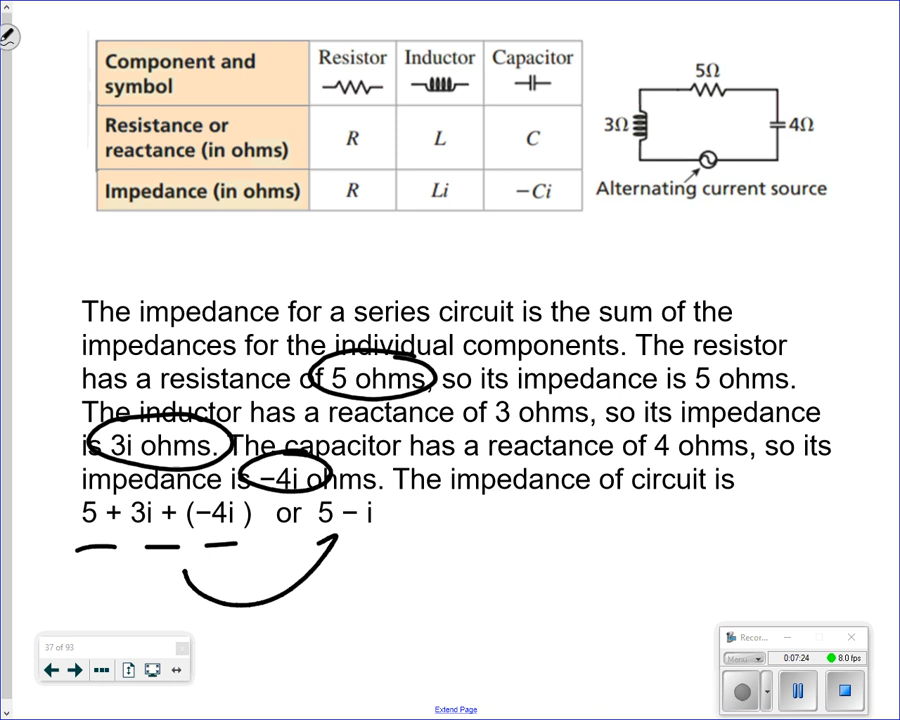 Component and symbol Resistor Inductor Capacitor
Resistance or reactance (in ohms) R L C
Impedance (in ohms) R Li −Ci
5Ω
3Ω
4Ω
Alternating current source
The impedance for a series circuit is the sum of the
impedances for the individual components. The resistor
has a resistance of 5 ohms, so its impedance is 5 ohms.
The inductor has a reactance of 3 ohms, so its impedance
is 3i ohms. The capacitor has a reactance of 4 ohms, so its
impedance is −4i ohms. The impedance of circuit is
5 + 3i + (−4i ) or 5 − i
37 of 93
Recor...
Menu
0:07:24
8.0 fps
Extend Page